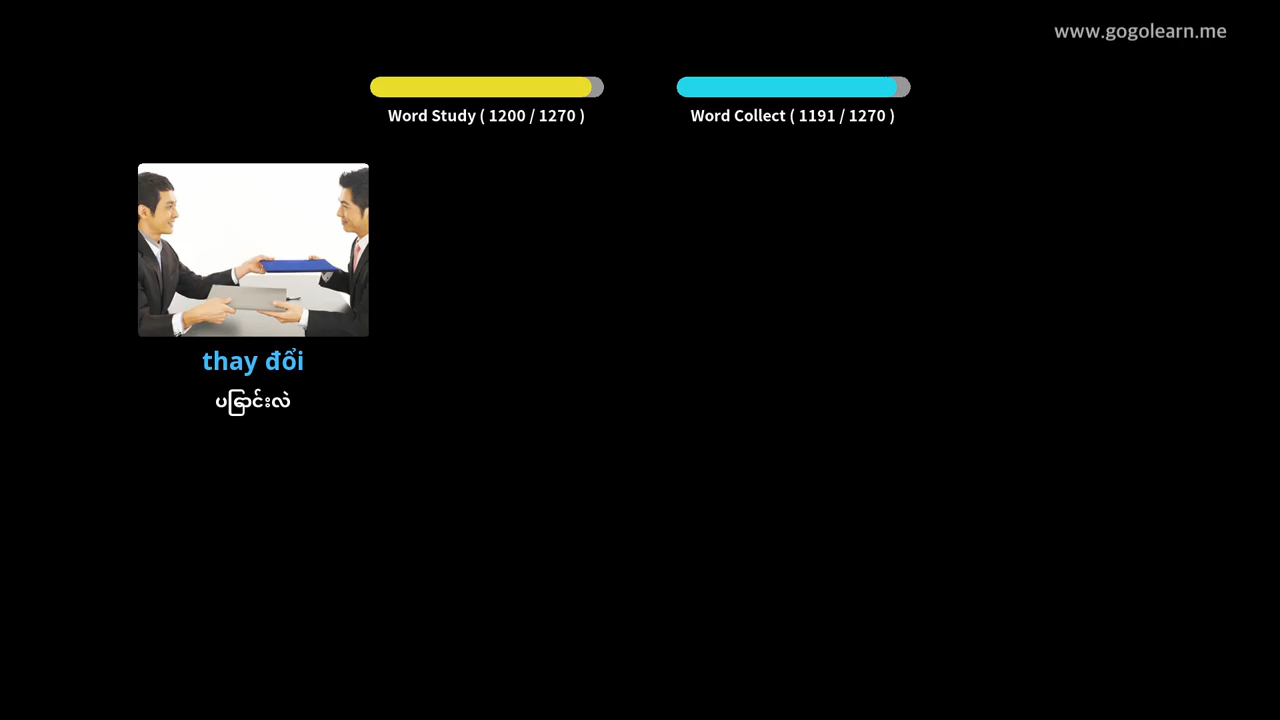 www.gogolearn.me
Word Study ( 1200 / 1270 )
Word Collect ( 1191 / 1270 )
thay đổi
ပြောင်းလဲ